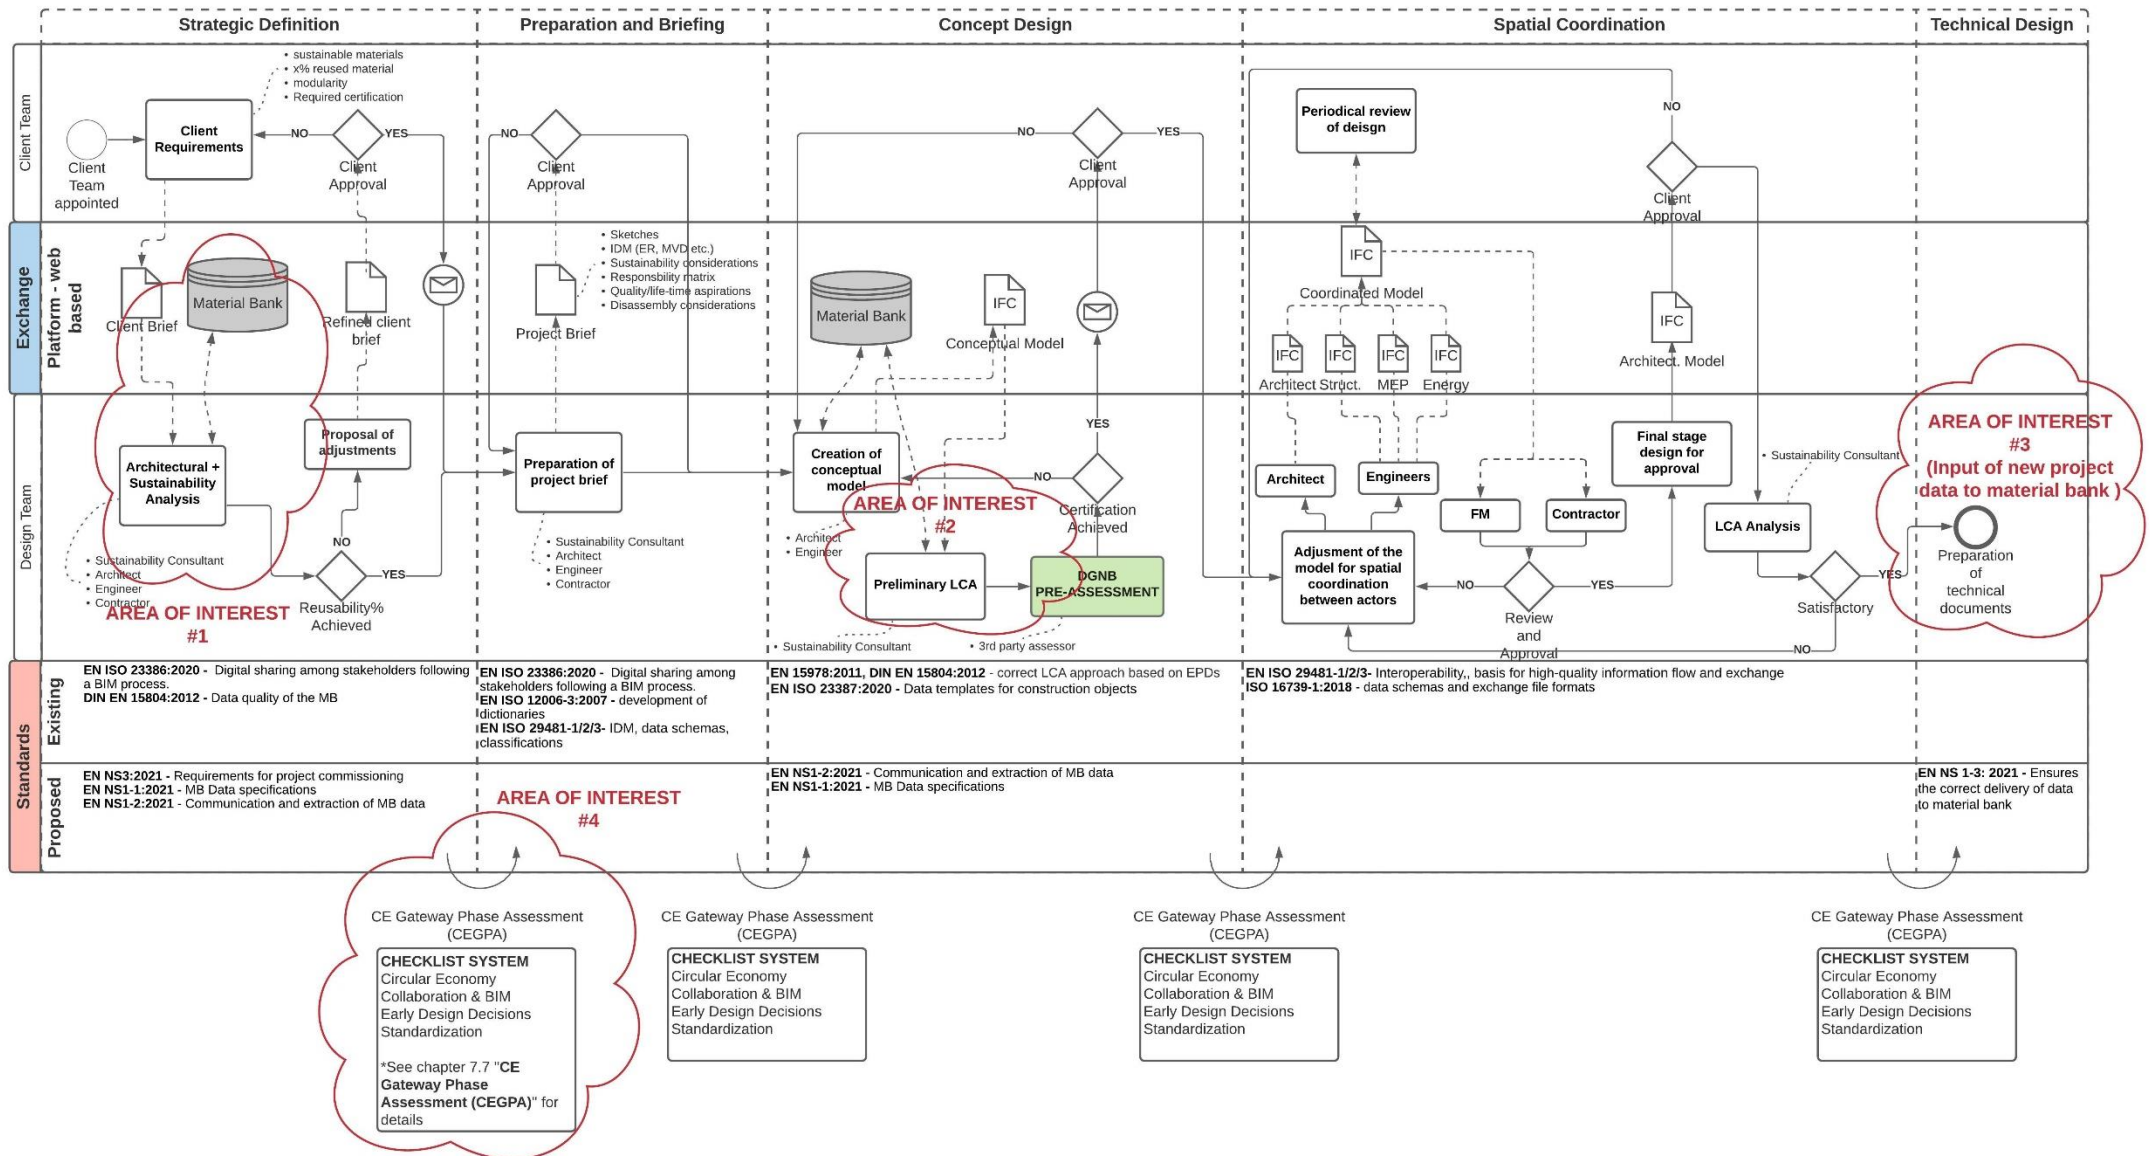 Strategic Definition
Preparation and Briefing
Concept Design
Spatial Coordination
Technical Design
Client Team
• sustainable materials
• x% reused material
• modularity
• Required certification
Client
Team
appointed
Client
Requirements
NO
YES
Client
Approval
NO
Client
Approval
NO
YES
Client
Approval
Periodical review
of deisgn
NO
Client
Approval
Exchange
Platform - web
based
Client Brief
Material Bank
Refined client
brief
• Sketches
• IDM (ER, MVD etc.)
• Sustainability considerations
• Responsbility matrix
• Quality/life-time aspirations
• Disassembly considerations
Project Brief
Material Bank
IFC
Conceptual Model
IFC
Coordinated Model
IFC
IFC
IFC
IFC
Architect
Struct.
MEP
Energy
IFC
Architect. Model
Design Team
Architectural +
Sustainability
Analysis
• Sustainability Consultant
• Architect
• Engineer
• Contractor
AREA OF INTEREST
#1
Proposal of
adjustments
NO
YES
Reusability%
Achieved
Preparation of
project brief
• Sustainability Consultant
• Architect
• Engineer
• Contractor
Creation of
conceptual
model
• Architect
• Engineer
AREA OF INTEREST
#2
Preliminary LCA
• Sustainability Consultant
YES
NO
Certification
Achieved
DGNB
PRE-ASSESSMENT
• 3rd party assessor
Architect
Engineers
Adjusment of the
model for spatial
coordination
between actors
FM
Contractor
NO
YES
Review
and
Approval
Final stage
design for
approval
• Sustainability Consultant
LCA Analysis
YES
Satisfactory
NO
AREA OF INTEREST
#3
(Input of new project
data to material bank )
Preparation
of
technical
documents
Standards
Existing
EN ISO 23386:2020 - Digital sharing among stakeholders following
a BIM process.
DIN EN 15804:2012 - Data quality of the MB
EN ISO 23386:2020 - Digital sharing among
stakeholders following a BIM process.
EN ISO 12006-3:2007 - development of
dictionaries
EN ISO 29481-1/2/3- IDM, data schemas,
classifications
EN 15978:2011, DIN EN 15804:2012 - correct LCA approach based on EPDs
EN ISO 23387:2020 - Data templates for construction objects
EN ISO 29481-1/2/3- Interoperability,, basis for high-quality information flow and exchange
ISO 16739-1:2018 - data schemas and exchange file formats
Proposed
EN NS3:2021 - Requirements for project commissioning
EN NS1-1:2021 - MB Data specifications
EN NS1-2:2021 - Communication and extraction of MB data
AREA OF INTEREST
#4
EN NS1-2:2021 - Communication and extraction of MB data
EN NS1-1:2021 - MB Data specifications
EN NS 1-3: 2021 - Ensures
the correct delivery of data
to material bank
CE Gateway Phase Assessment
(CEGPA)
CHECKLIST SYSTEM
Circular Economy
Collaboration & BIM
Early Design Decisions
Standardization
*See chapter 7.7 "CE
Gateway Phase
Assessment (CEGPA)" for
details
CE Gateway Phase Assessment
(CEGPA)
CHECKLIST SYSTEM
Circular Economy
Collaboration & BIM
Early Design Decisions
Standardization
CE Gateway Phase Assessment
(CEGPA)
CHECKLIST SYSTEM
Circular Economy
Collaboration & BIM
Early Design Decisions
Standardization
CE Gateway Phase Assessment
(CEGPA)
CHECKLIST SYSTEM
Circular Economy
Collaboration & BIM
Early Design Decisions
Standardization